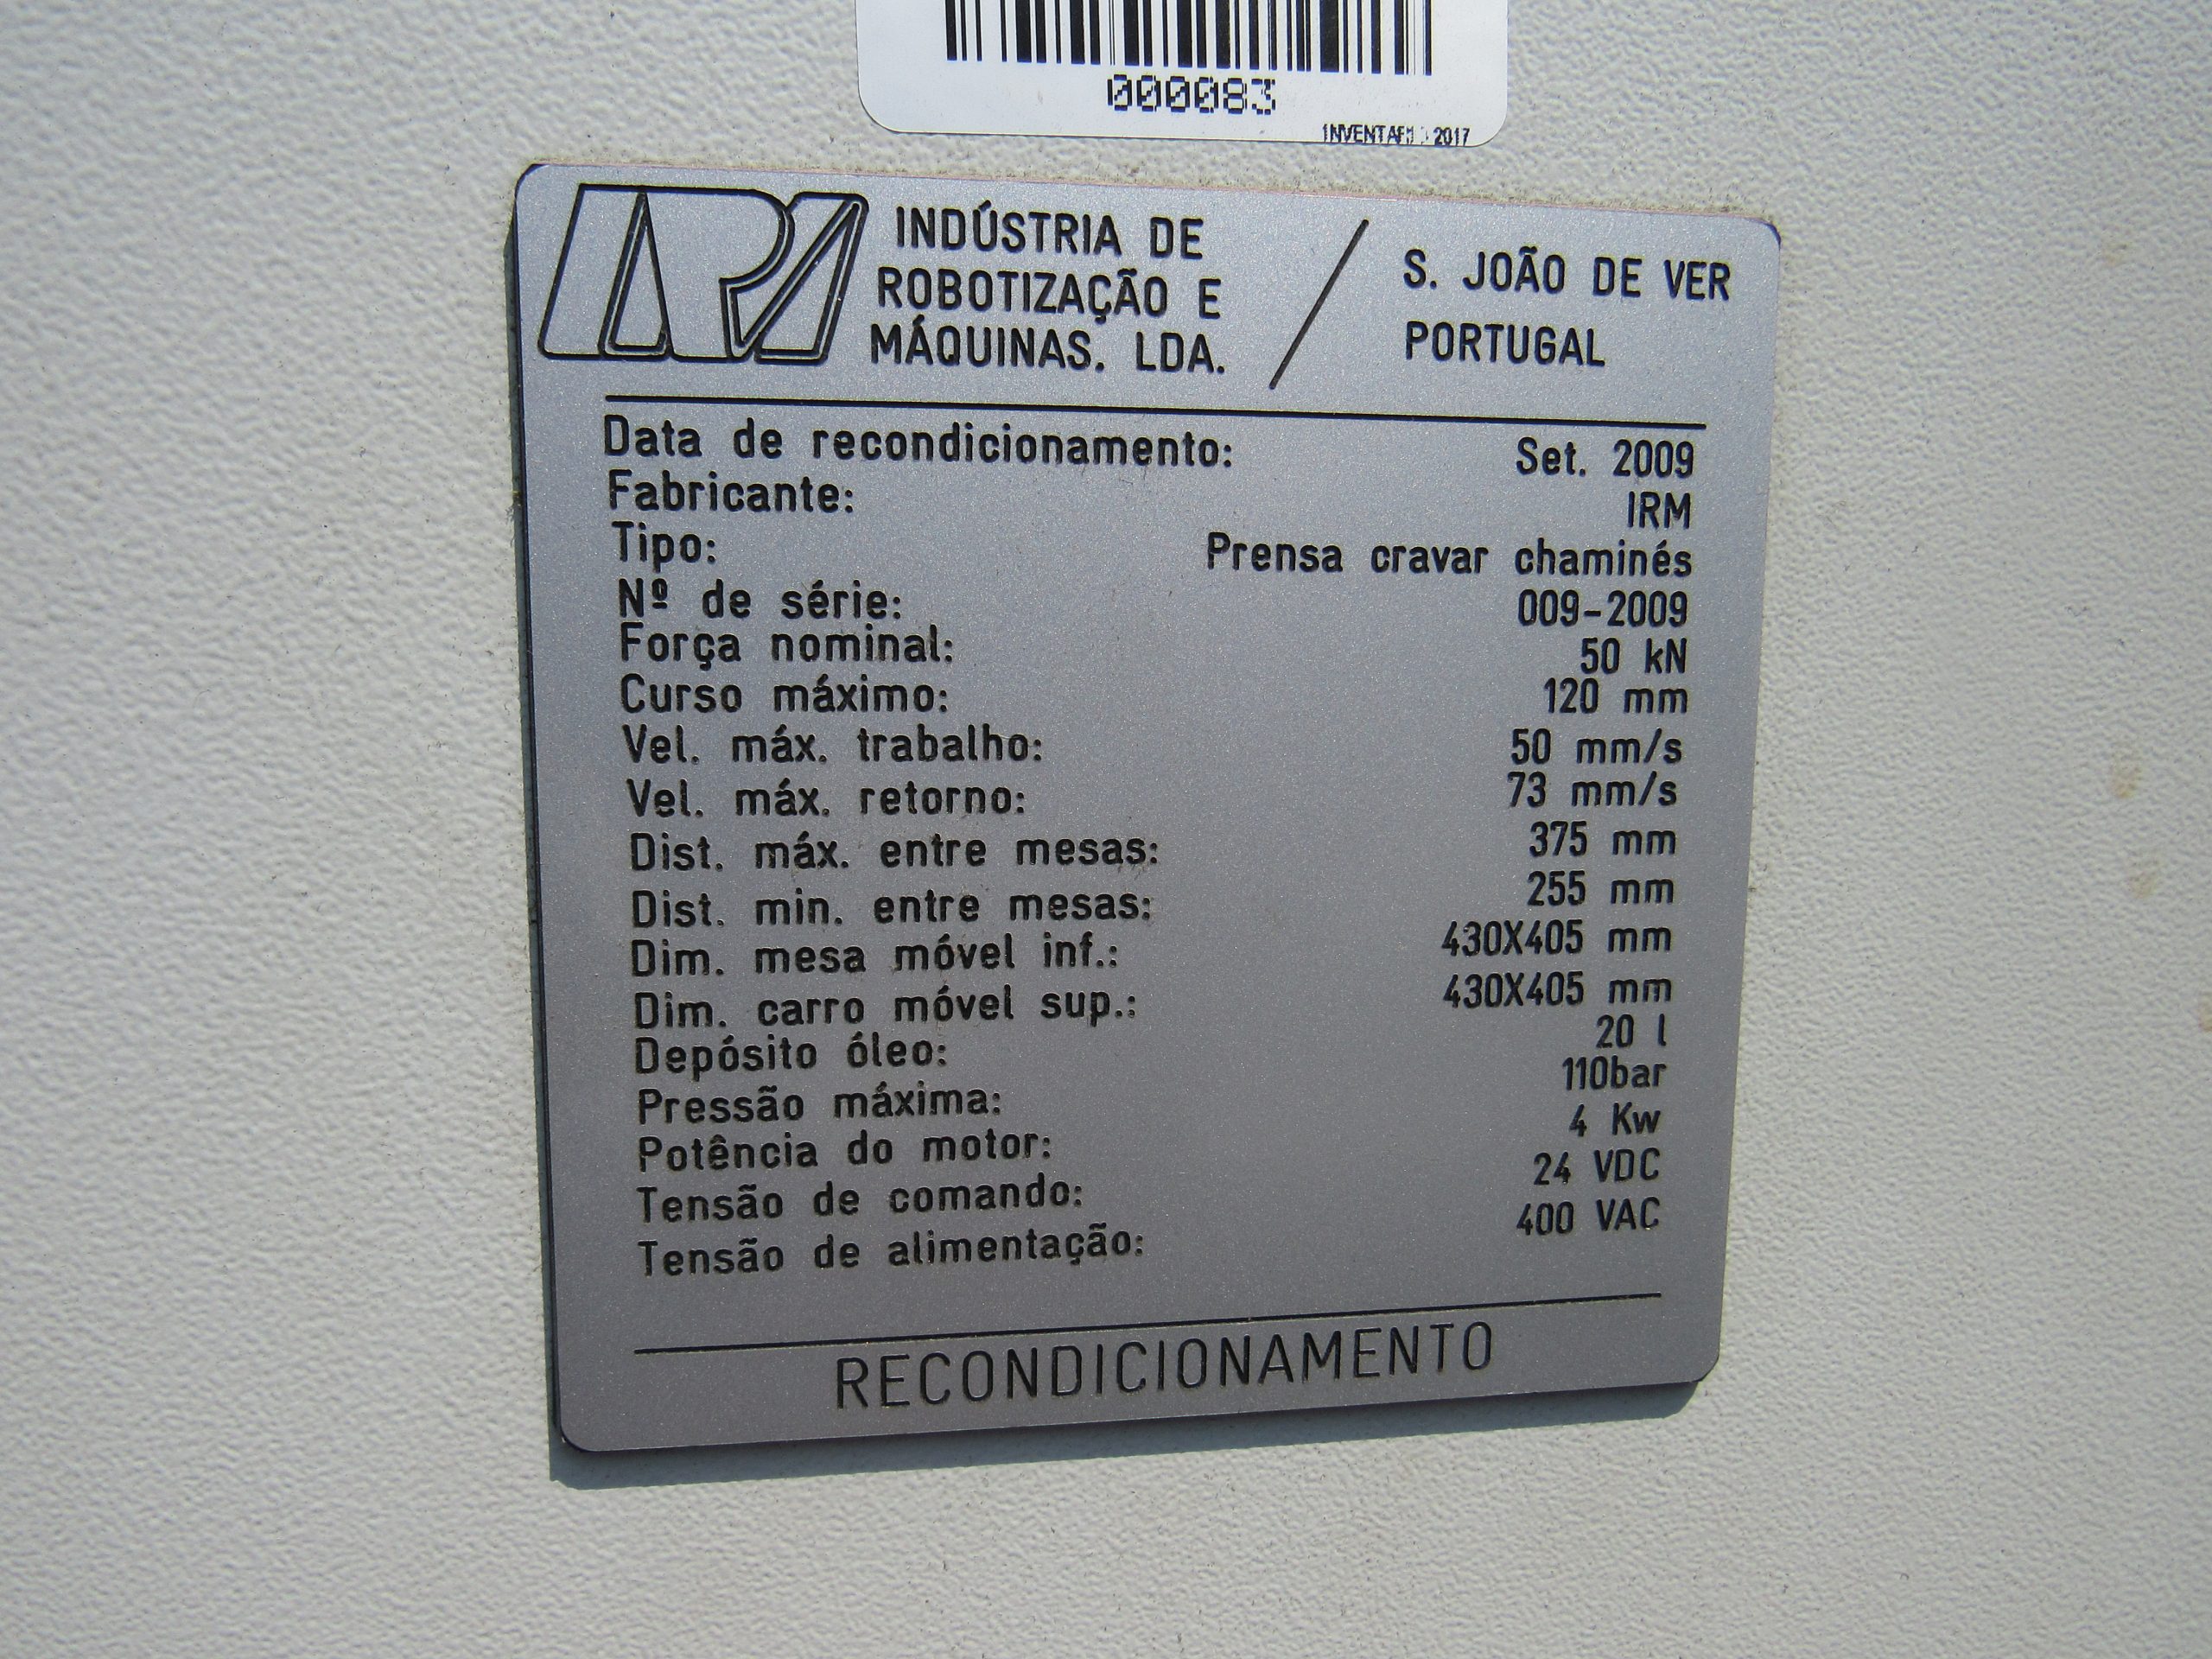 000083
2017
INDÚSTRIA DE
ROBOTIZAÇÃO E
MÁQUINAS. LDA.
S. JOÃO DE VER
PORTUGAL
Data de recondicionamento: Set. 2009
Fabricante: IRM
Tipo: Prensa cravar chaminés
Nº de série: 009-2009
Força nominal: 50 kN
Curso máximo: 120 mm
Vel. máx. trabalho: 50 mm/s
Vel. máx. retorno: 73 mm/s
Dist. máx. entre mesas: 375 mm
Dist. min. entre mesas: 255 mm
Dim. mesa móvel inf.: 430X405 mm
Dim. carro móvel sup.: 430X405 mm
Depósito óleo: 20 l
Pressão máxima: 110bar
Potência do motor: 4 Kw
Tensão de comando: 24 VDC
Tensão de alimentação: 400 VAC
RECONDICIONAMENTO